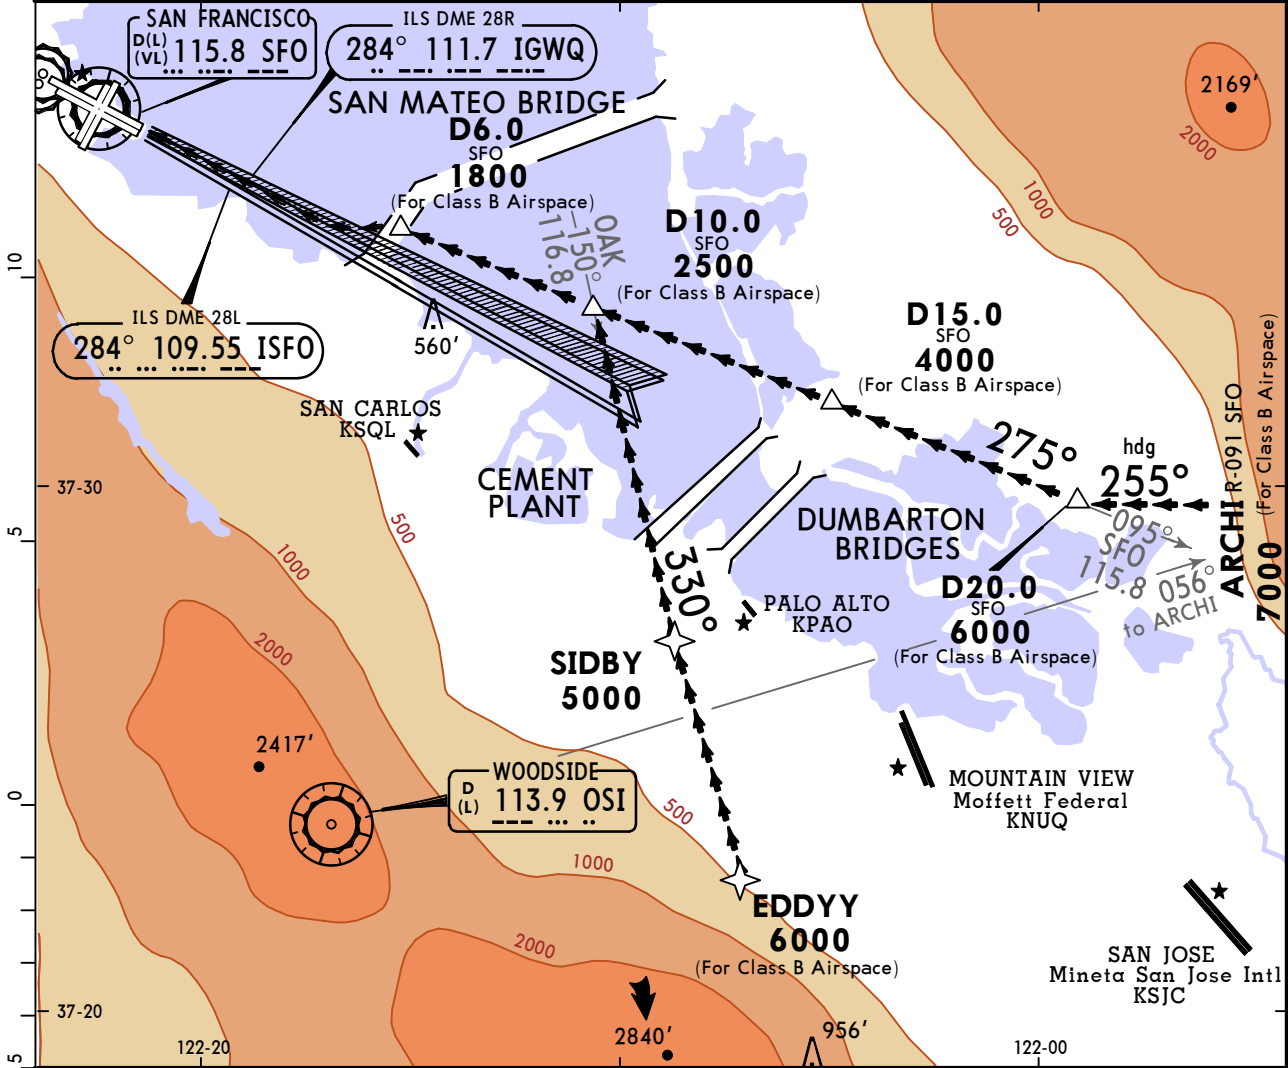 SAN FRANCISCO
D(L)
(VL) 115.8 SFO
ILS DME 28R
284° 111.7 IGWQ
SAN MATEO BRIDGE
D6.0
SFO
1800
(For Class B Airspace)
OAK
150°
116.8
D10.0
SFO
2500
(For Class B Airspace)
D15.0
SFO
4000
(For Class B Airspace)
2169'
2000
1000
500
ILS DME 28L
284° 109.55 ISFO
560'
SAN CARLOS
KSQL
CEMENT
PLANT
275°
hdg
255°
ARCHI R-091 SFO
7000 (For Class B Airspace)
DUMBARTON
BRIDGES
095°
SFO
115.8
056°
to ARCHI
D20.0
SFO
6000
(For Class B Airspace)
330°
PALO ALTO
KPAO
SIDBY
5000
500
1000
2000
2417'
WOODSIDE
D
(L) 113.9 OSI
500
1000
2000
MOUNTAIN VIEW
Moffett Federal
KNUQ
EDDYY
6000
(For Class B Airspace)
SAN JOSE
Mineta San Jose Intl
KSJC
2840'
956'
10
37-30
5
0
37-20
5
122-20
122-00